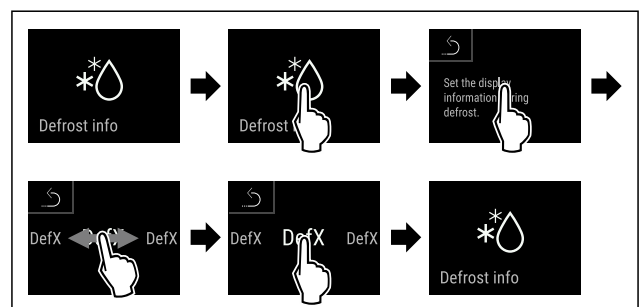 Defrost info
Defrost
Set the display
information
defrost.
DefX DefX
DefX DefX DefX
Defrost info